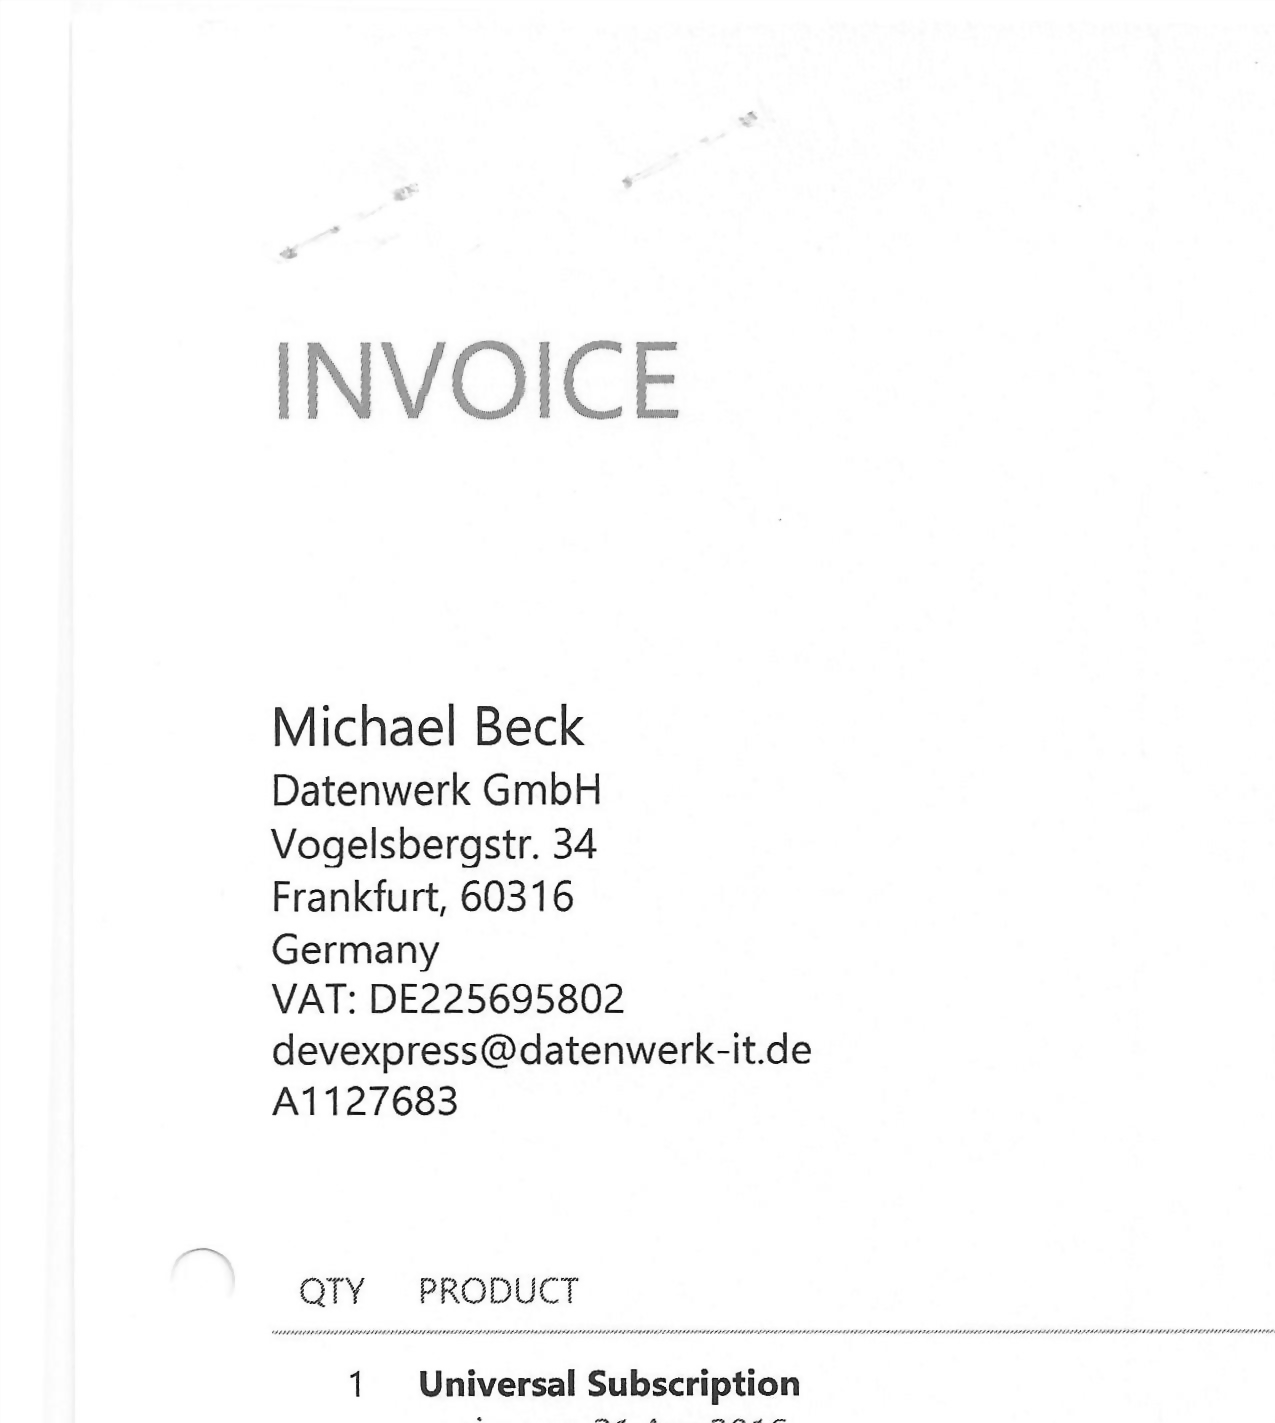 INVOICE
Michael Beck
Datenwerk GmbH
Vogelsbergstr. 34
Frankfurt, 60316
Germany
VAT: DE225695802
devexpress@datenwerk-it.de
A1127683
QTY PRODUCT
1 Universal Subscription